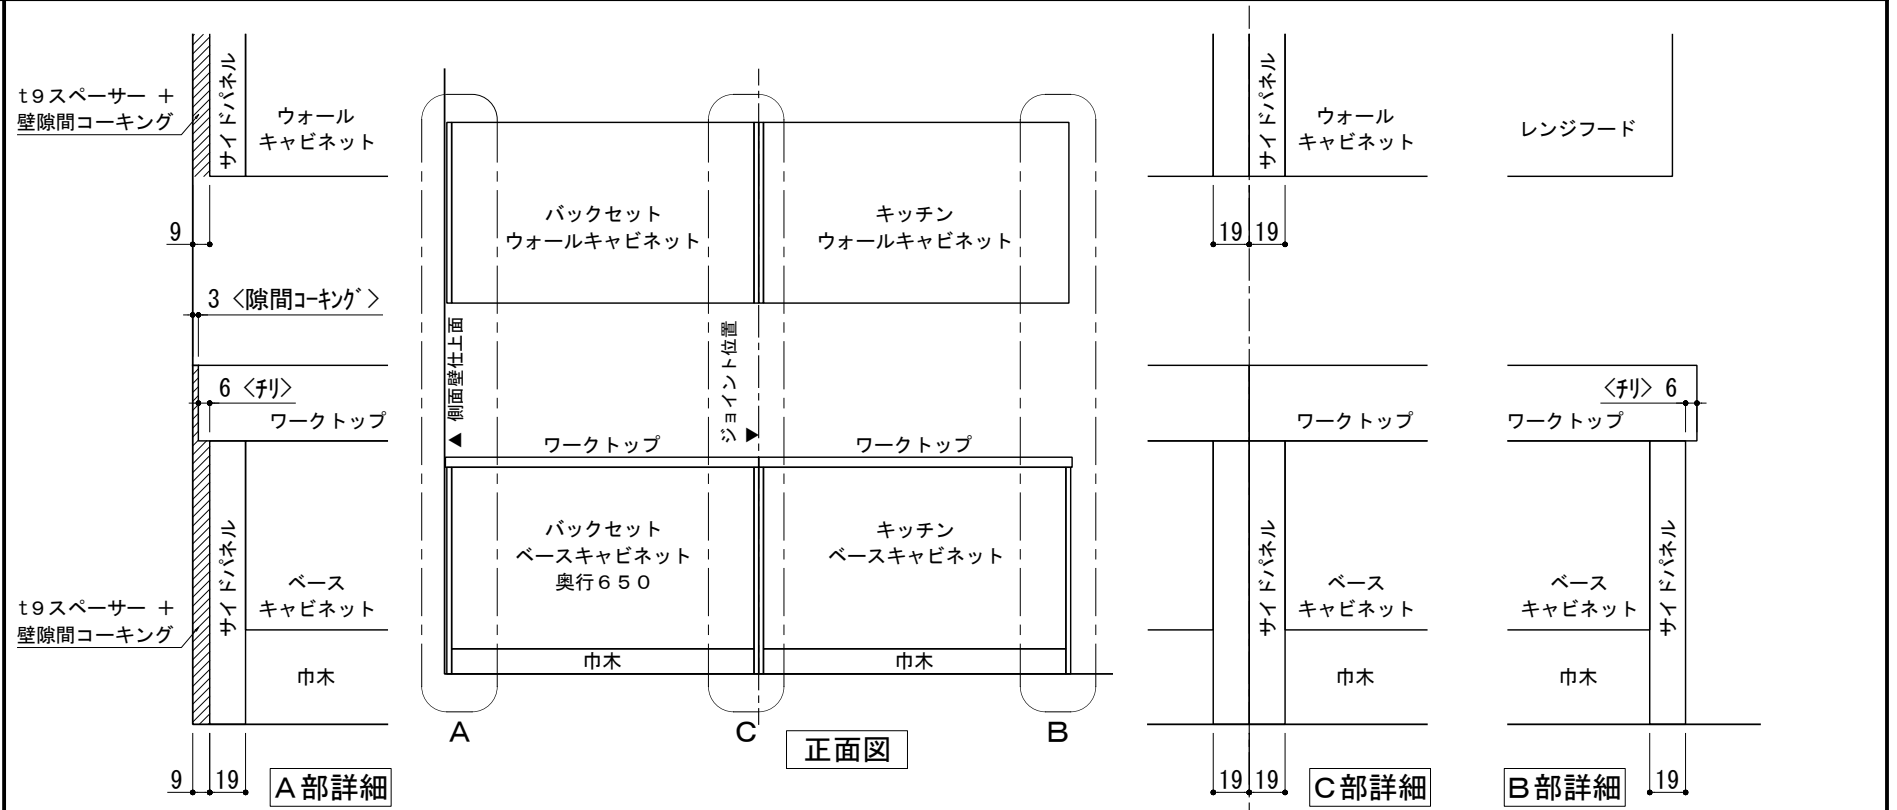 t9スペーサー +
壁隙間コーキング
サイドパネル
ウォール
キャビネット
9
3 <隙間ｺｰｷﾝｸﾞ>
6 <ﾁﾘ>
ワークトップ
サイドパネル
ベース
キャビネット
t9スペーサー +
壁隙間コーキング
巾木
9
19
A部詳細
バックセット
ウォールキャビネット
キッチン
ウォールキャビネット
▲ 側面壁仕上面
ジョイント位置 ▼
ワークトップ
ワークトップ
バックセット
ベースキャビネット
奥行650
キッチン
ベースキャビネット
巾木
巾木
A
C
B
正面図
サイドパネル
ウォール
キャビネット
19
19
ワークトップ
サイドパネル
ベース
キャビネット
巾木
19
19
C部詳細
レンジフード
<ﾁﾘ> 6
ワークトップ
ベース
キャビネット
サイドパネル
巾木
B部詳細
19